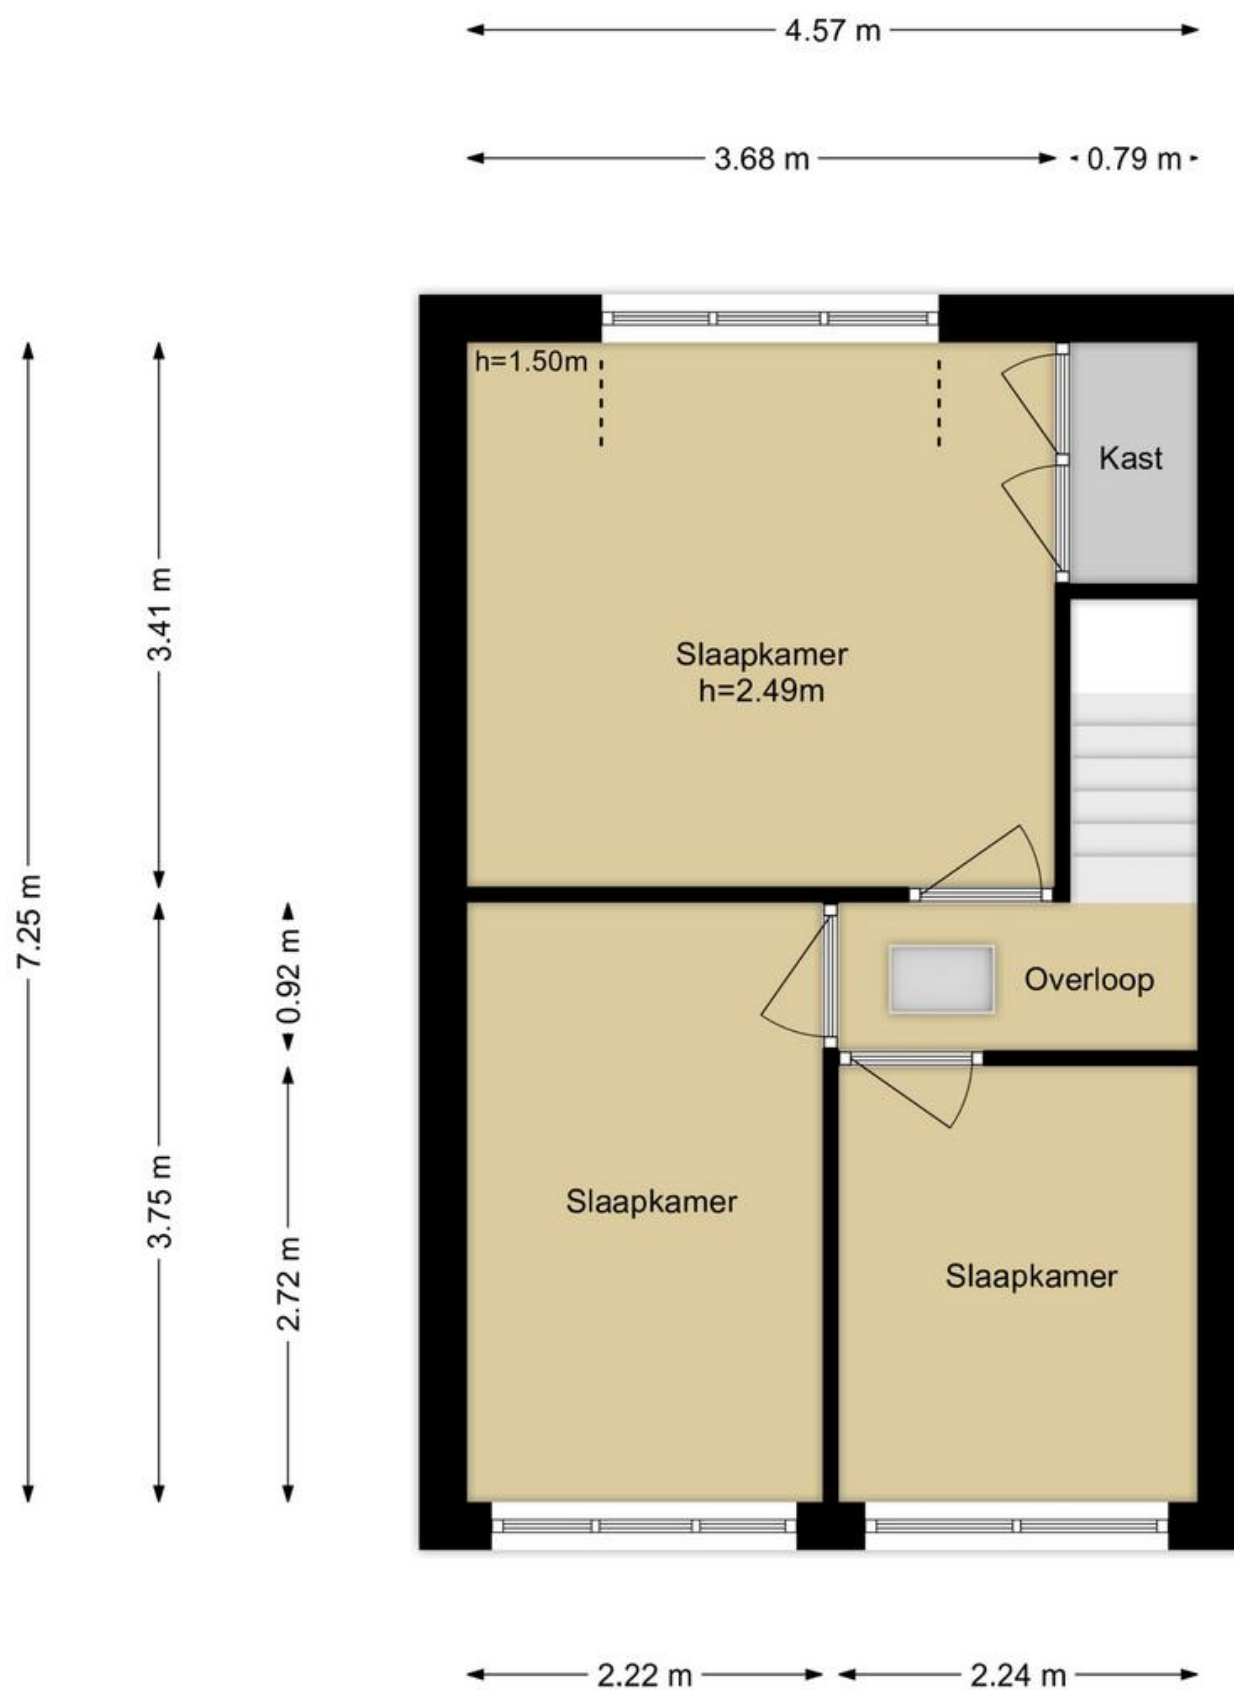 4.57 m
3.68 m
0.79 m
h=1.50m
Kast
3.41 m
Slaapkamer
h=2.49m
7.25 m
0.92 m
Overloop
3.75 m
Slaapkamer
2.72 m
Slaapkamer
2.22 m
2.24 m